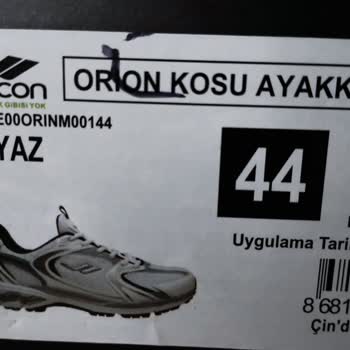 con
K GIBISI YOK
ORION KOSU AYAKK
E00ORINM00144
YAZ
44
Uygulama Tari
8 681
Çin'd